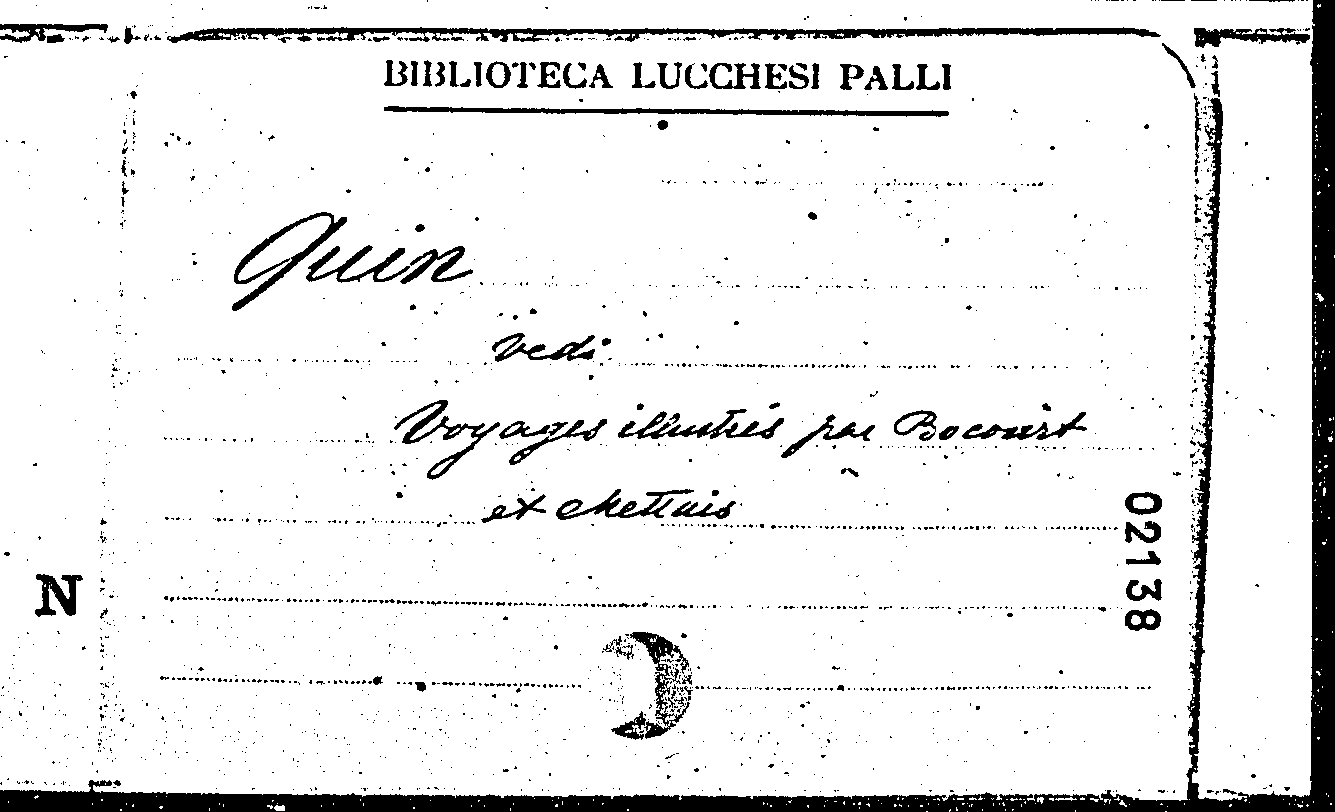 BIBLIOTECA LUCCHESI PALLI
Quin
vedi
Voyages illustrés par Bocourt
et Mettais
02138
N